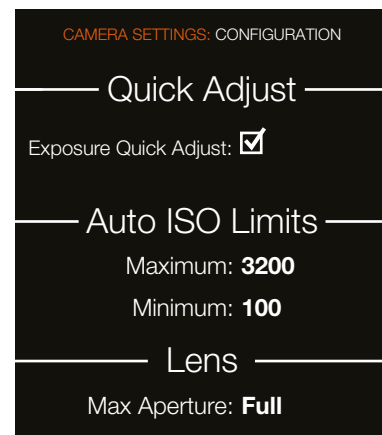 CAMERA SETTINGS: CONFIGURATION
Quick Adjust
Exposure Quick Adjust:
Auto ISO Limits
Maximum: 3200
Minimum: 100
Lens
Max Aperture: Full